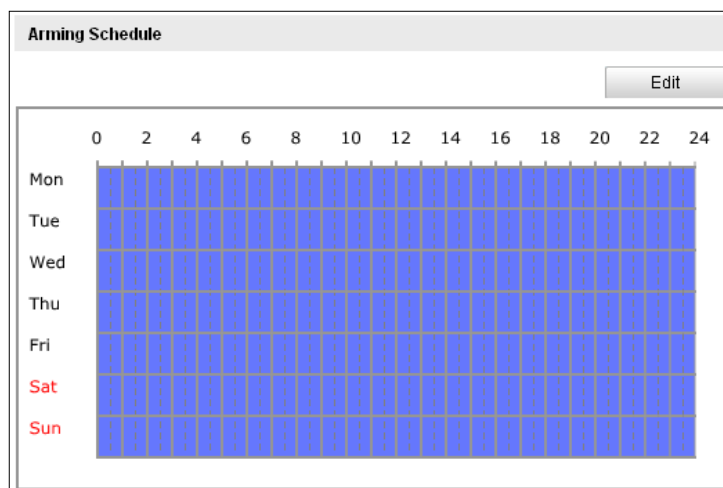 Arming Schedule
Edit
0 2 4 6 8 10 12 14 16 18 20 22 24
Mon
Tue
Wed
Thu
Fri
Sat
Sun